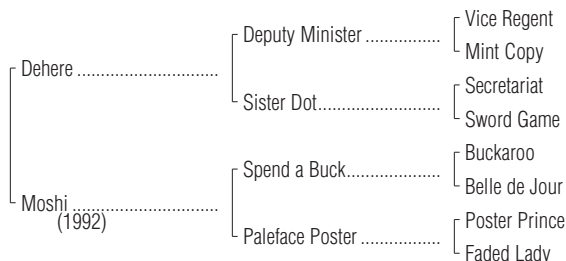 Vice Regent
Deputy Minister ................
Mint Copy
Dehere ..............................
Secretariat
Sister Dot..........................
Sword Game
Buckaroo
Spend a Buck....................
Belle de Jour
Moshi ...............................
(1992)
Poster Prince
Paleface Poster .................
Faded Lady